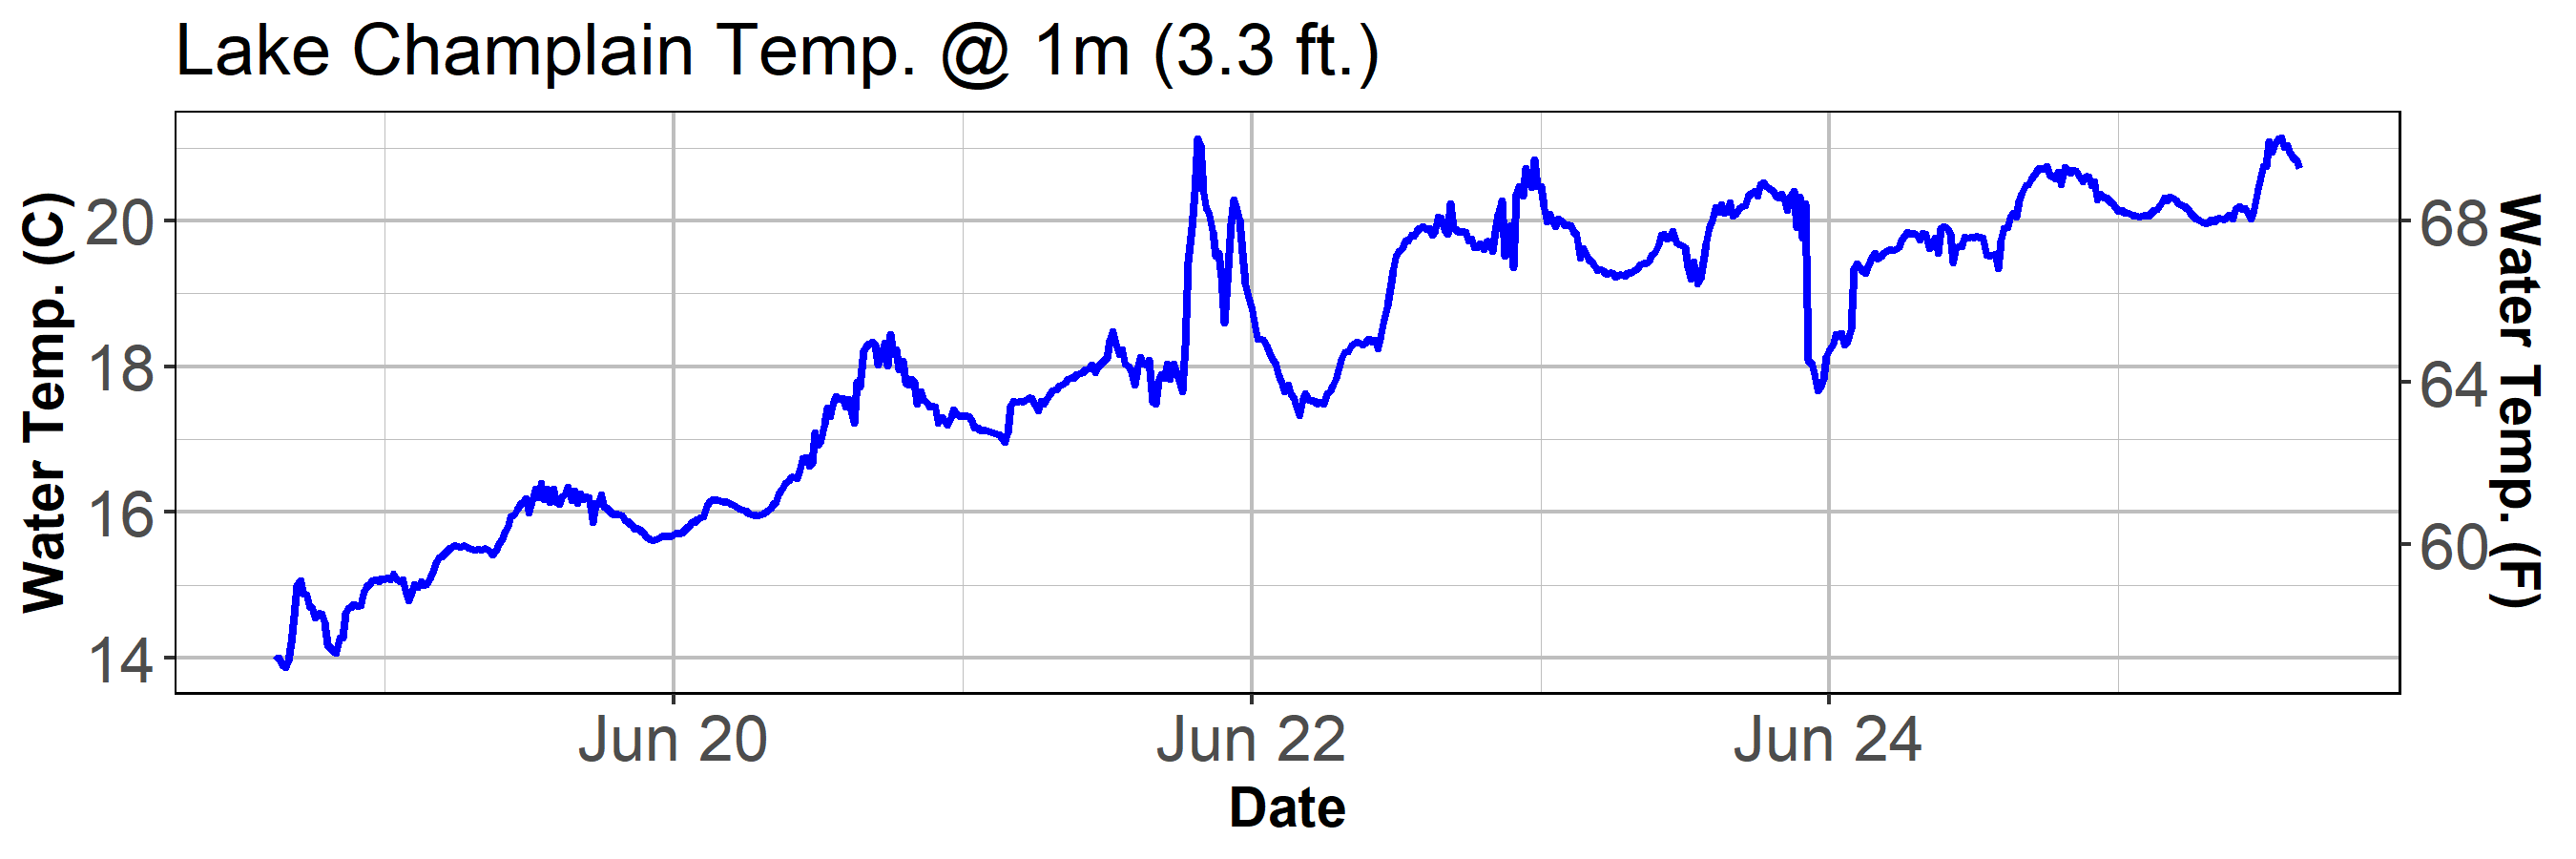 Lake Champlain Temp. @ 1m (3.3 ft.)
Water Temp. (C)
20
18
16
14
68
64
60
Water Temp. (F)
Jun 20
Jun 22
Jun 24
Date